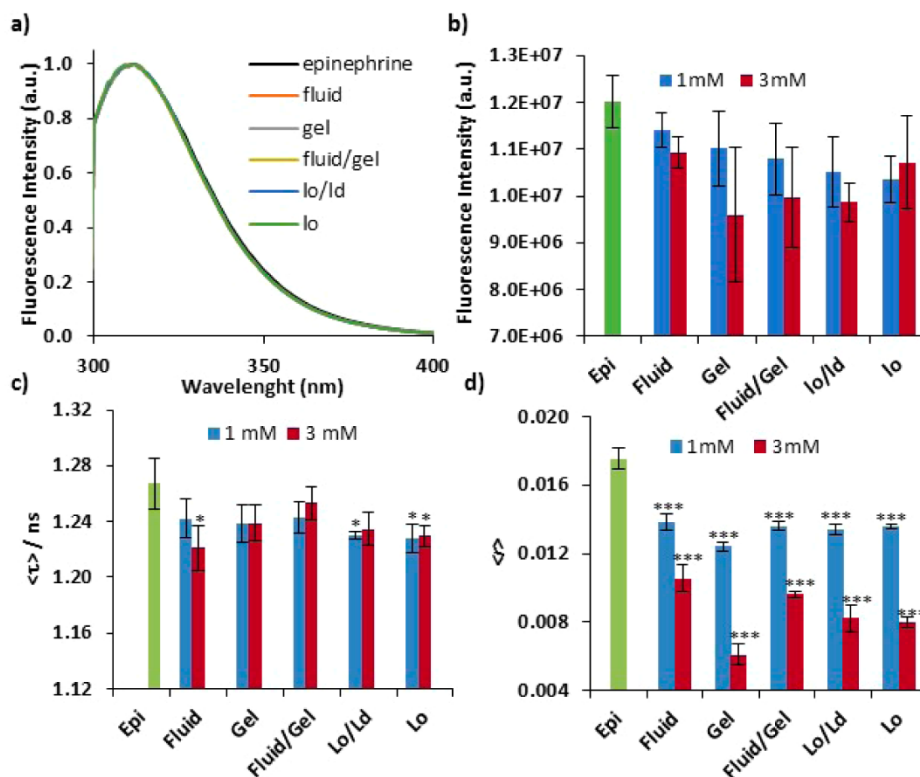 a)
Fluorescence Intensity (a.u.)
1.0
0.8
0.6
0.4
0.2
0.0
epinephrine
fluid
gel
fluid/gel
lo/ld
lo
300
350
400
Wavelenght (nm)
b)
Fluorescence Intensity (a.u.)
1.3E+07
1.2E+07
1.1E+07
1.0E+07
9.0E+06
8.0E+06
7.0E+06
1mM
3mM
Epi
Fluid
Gel
Fluid/Gel
lo/ld
lo
c)
<τ> / ns
1.32
1.28
1.24
1.20
1.16
1.12
1 mM
3 mM
*
*
* *
Epi
Fluid
Gel
Fluid/Gel
Lo/Ld
Lo
d)
<r>
0.020
0.016
0.012
0.008
0.004
1mM
3mM
***
***
***
***
***
***
***
***
***
***
Epi
Fluid
Gel
Fluid/Gel
Lo/Ld
Lo